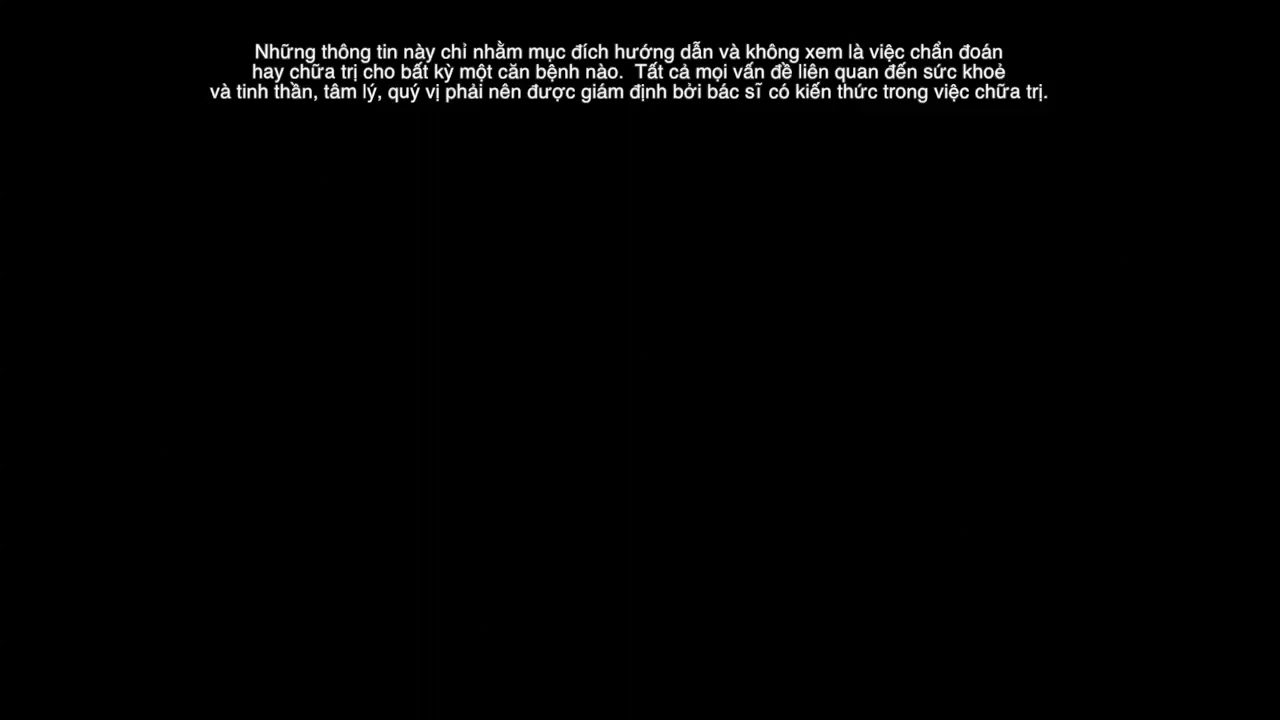 Những thông tin này chỉ nhằm mục đích hướng dẫn và không xem là việc chẩn đoán
hay chữa trị cho bất kỳ một căn bệnh nào.  Tất cả mọi vấn đề liên quan đến sức khoẻ
và tinh thần, tâm lý, quý vị phải nên được giám định bởi bác sĩ có kiến thức trong việc chữa trị.